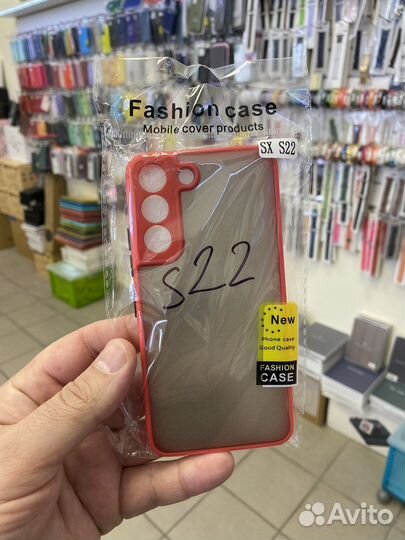 Fashion case
Mobile cover products
SX S22
S22
New
Phone case
Good Quality
FASHION
CASE
Avito